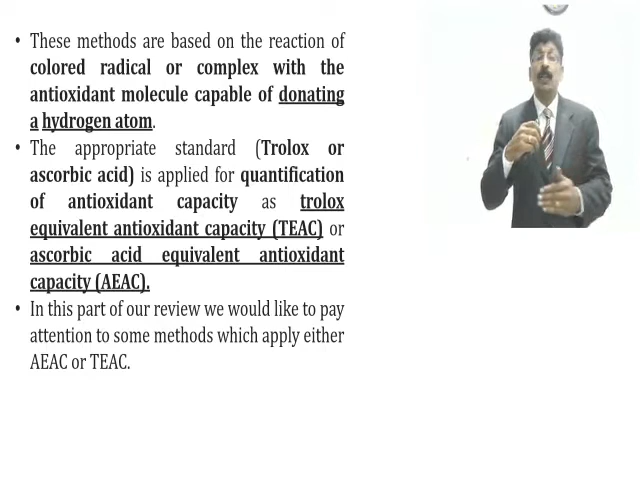 • These methods are based on the reaction of
colored radical or complex with the
antioxidant molecule capable of donating
a hydrogen atom.
• The appropriate standard (Trolox or
ascorbic acid) is applied for quantification
of antioxidant capacity as trolox
equivalent antioxidant capacity (TEAC) or
ascorbic acid equivalent antioxidant
capacity (AEAC).
• In this part of our review we would like to pay
attention to some methods which apply either
AEAC or TEAC.